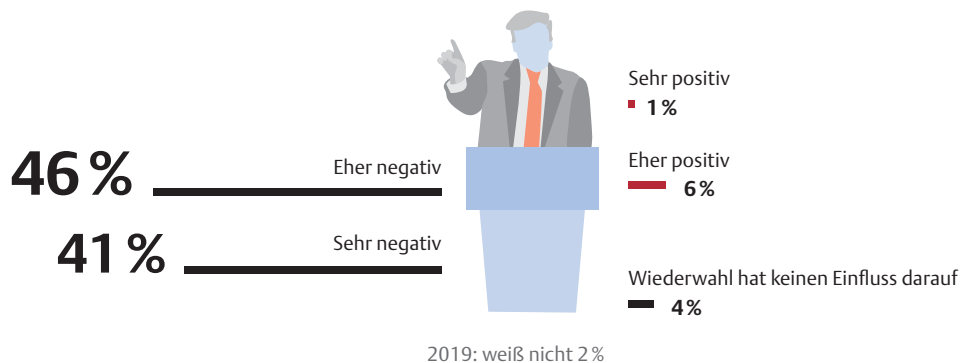 46 %
Eher negativ
41 %
Sehr negativ
Sehr positiv
1 %
Eher positiv
6 %
Wiederwahl hat keinen Einfluss darauf
4 %
2019: weiß nicht 2 %